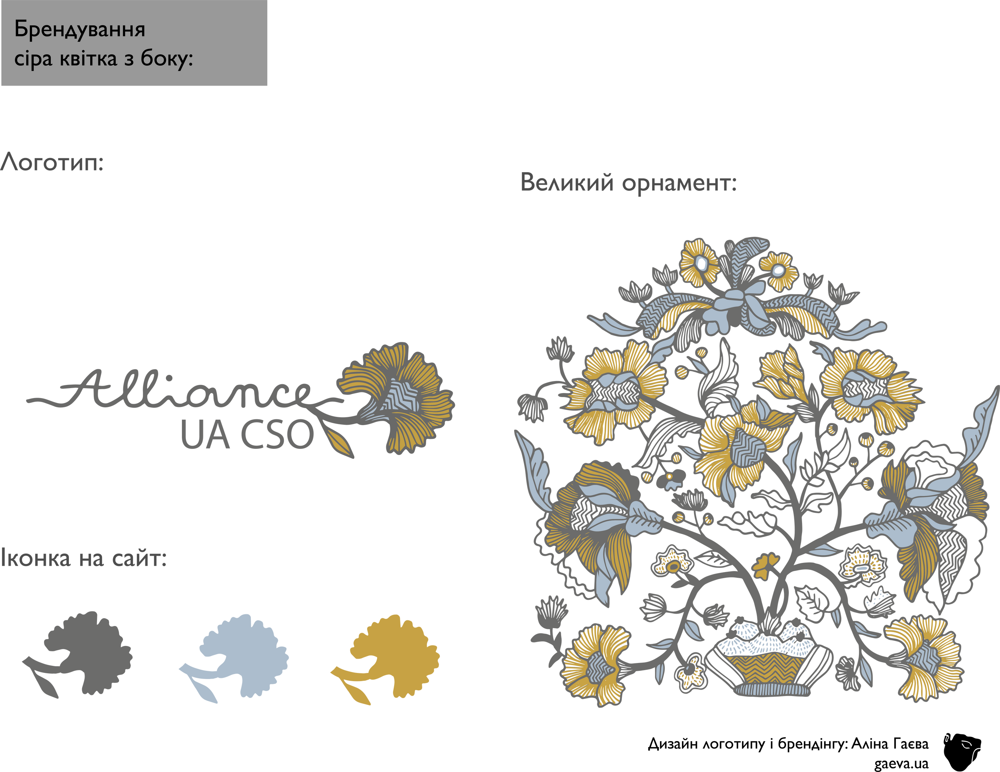 Брендування
сіра квітка з боку:
Логотип:
Великий орнамент:
Alliance
UA CSO
Іконка на сайт:
Дизайн логотипу і брендінгу: Аліна Гаєва
gaeva.ua